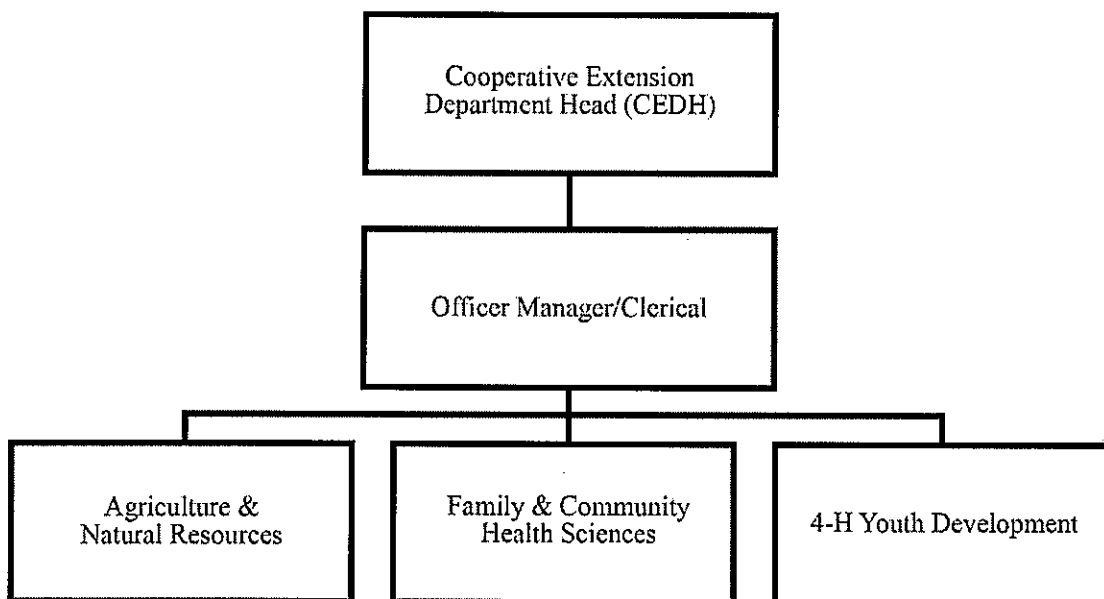 Cooperative Extension
Department Head (CEDH)
Officer Manager/Clerical
Agriculture &
Natural Resources
Family & Community
Health Sciences
4-H Youth Development